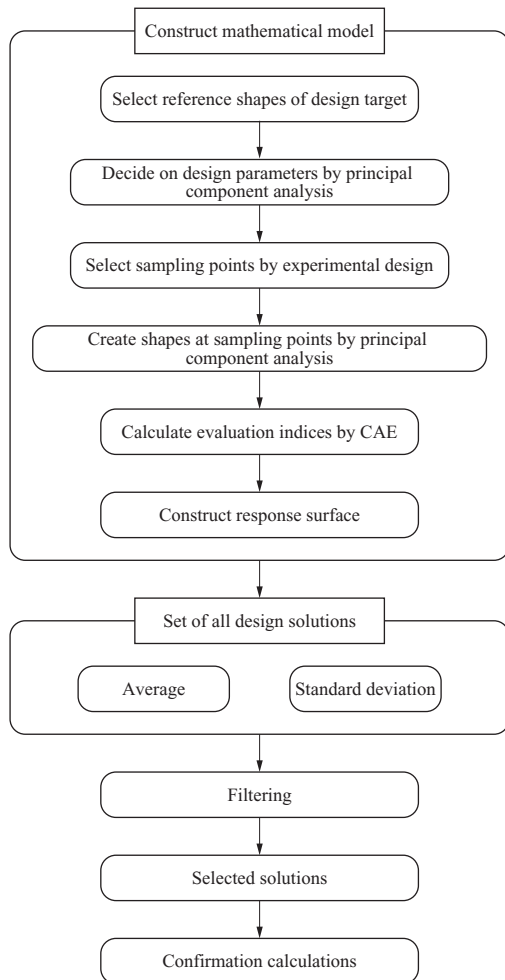 Construct mathematical model
Select reference shapes of design target
Decide on design parameters by principal
component analysis
Select sampling points by experimental design
Create shapes at sampling points by principal
component analysis
Calculate evaluation indices by CAE
Construct response surface
Set of all design solutions
Average
Standard deviation
Filtering
Selected solutions
Confirmation calculations